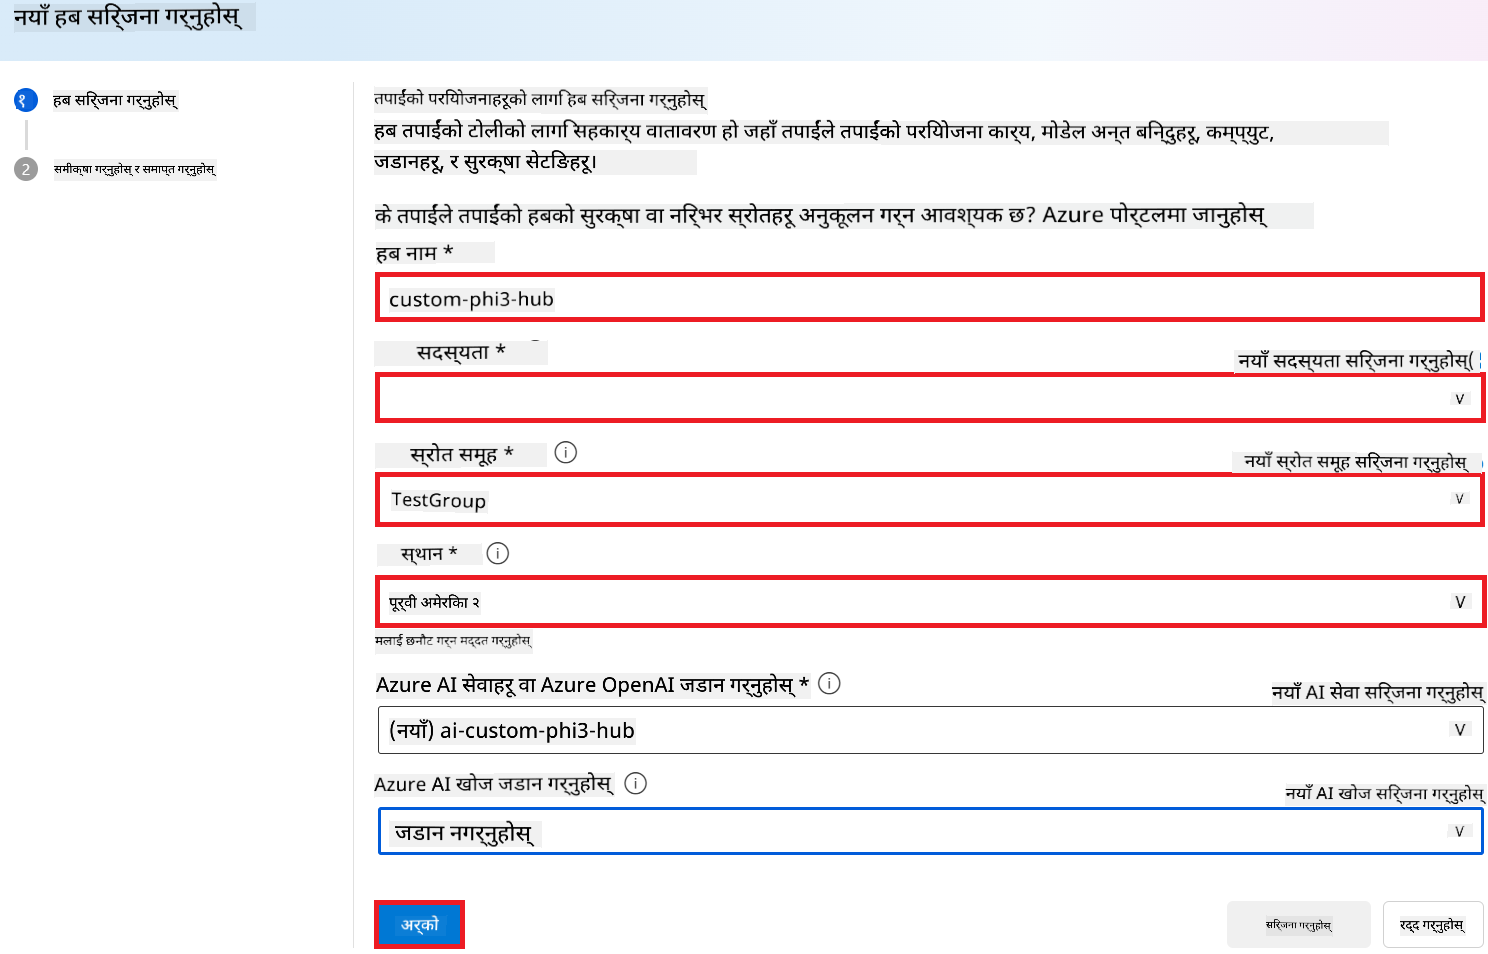 नयाँ हब सिर्जना गर्नुहोस्
१ हब सिर्जना गर्नुहोस्
2 समीक्षा गर्नुहोस् र समाप्त गर्नुहोस्
तपाईंको परियोजनाहरूको लागि हब सिर्जना गर्नुहोस्
हब तपाईंको टोलीको लागि सहकार्य वातावरण हो जहाँ तपाईंले तपाईंको परियोजना कार्य, मोडेल अन्त बिन्दुहरू, कम्प्युट,
जडानहरू, र सुरक्षा सेटिङहरू।
के तपाईंले तपाईंको हबको सुरक्षा वा निर्भर स्रोतहरू अनुकूलन गर्न आवश्यक छ? Azure पोर्टलमा जानुहोस्
हब नाम *
custom-phi3-hub
सदस्यता *
नयाँ सदस्यता सिर्जना गर्नुहोस्(
स्रोत समूह *
नयाँ स्रोत समूह सिर्जना गर्नुहोस्
TestGroup
स्थान *
पूर्वी अमेरिका २
मलाई छनौट गर्न मद्दत गर्नुहोस्
Azure AI सेवाहरू वा Azure OpenAI जडान गर्नुहोस् *
नयाँ AI सेवा सिर्जना गर्नुहोस्
(नयाँ) ai-custom-phi3-hub
Azure AI खोज जडान गर्नुहोस्
नयाँ AI खोज सिर्जना गर्नुहोस्
जडान नगर्नुहोस्
अर्को
सिर्जना गर्नुहोस्
रद्द गर्नुहोस्